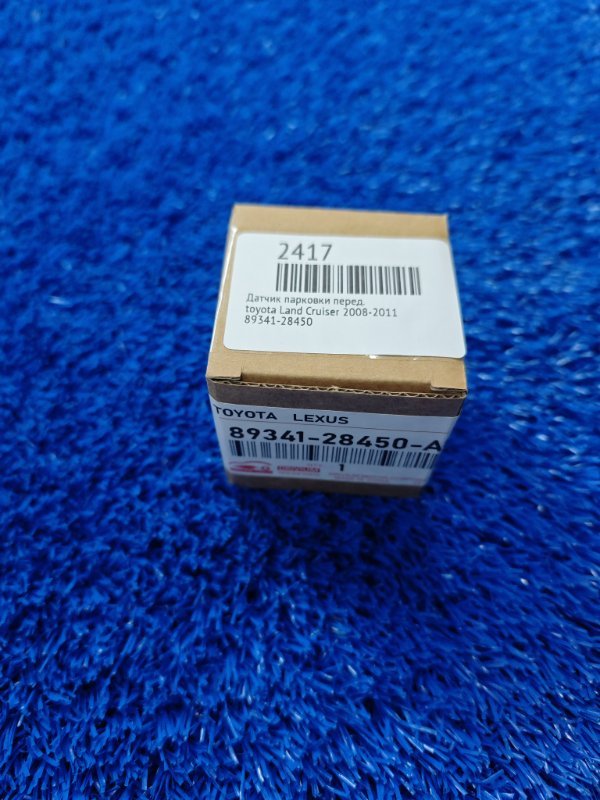 2417
Датчик парковки перед.
toyota Land Cruiser 2008-2011
89341-28450
TOYOTA LEXUS
89341-28450-A
1